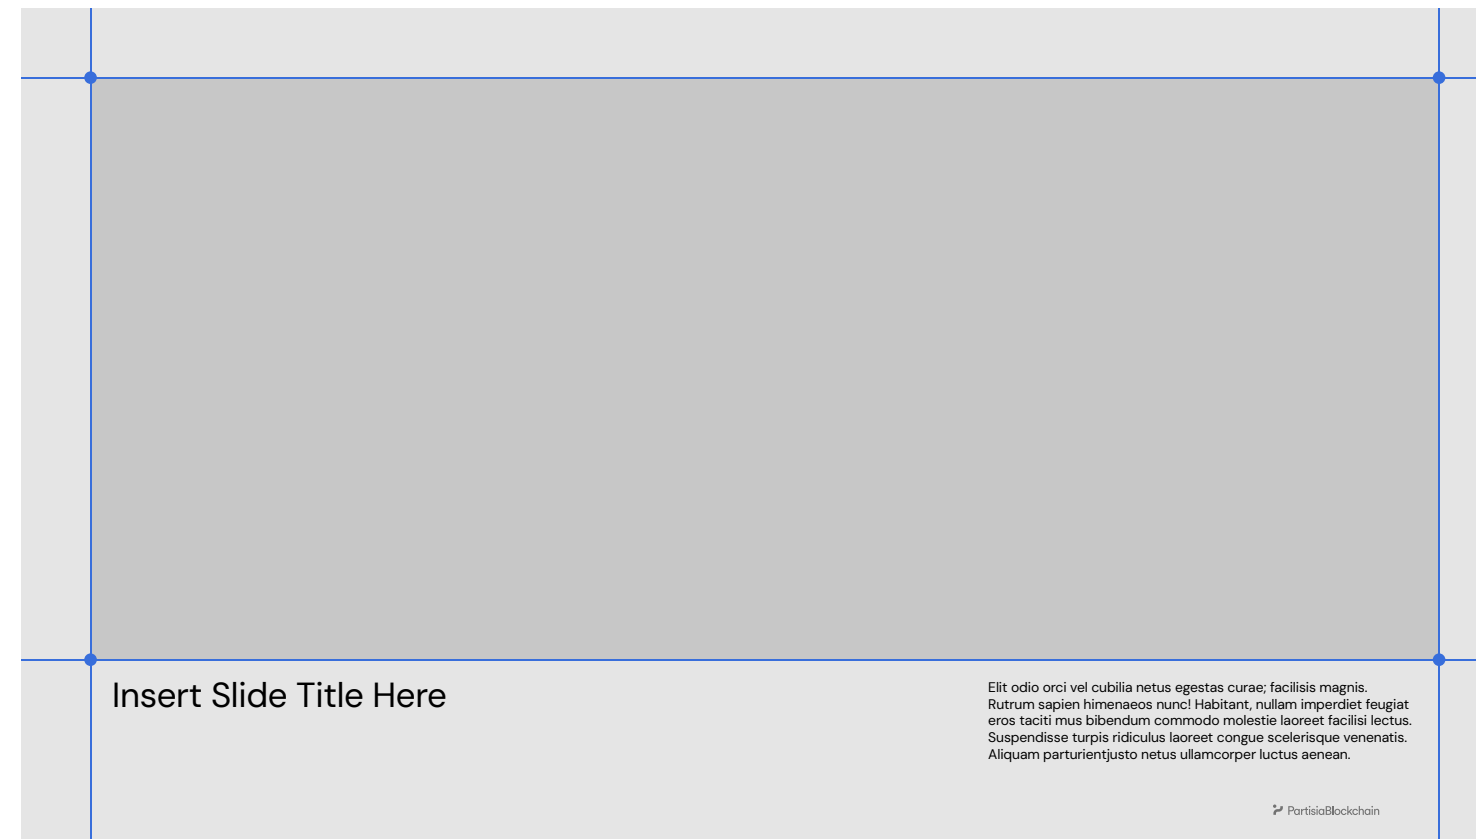 Insert Slide Title Here
Elit odio orci vel cubilia netus egestas curae; facilisis magnis.
Rutrum sapien himenaeos nunc! Habitant, nullam imperdiet feugiat
eros taciti mus bibendum commodo molestie laoreet facilisi lectus.
Suspendisse turpis ridiculus laoreet congue scelerisque venenatis.
Aliquam parturientjusto netus ullamcorper luctus aenean.
PartisiaBlockchain